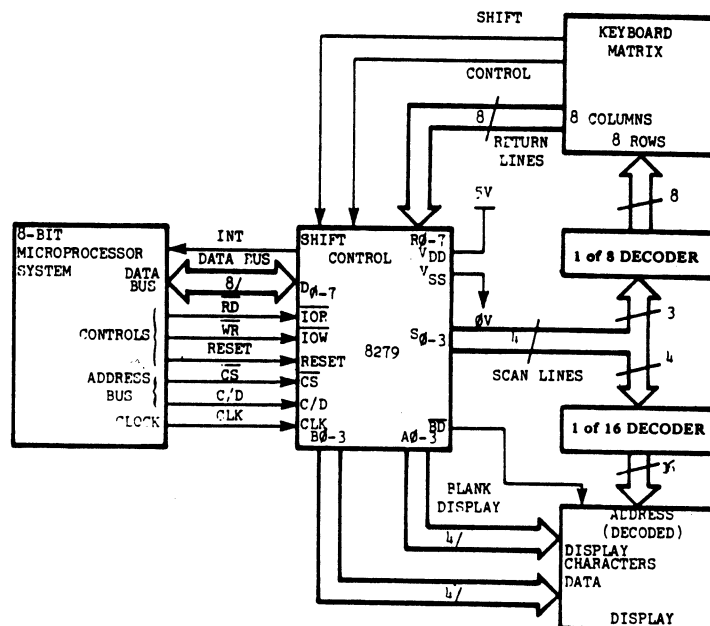 SHIFT
KEYBOARD
MATRIX
CONTROL
8
8 COLUMNS
RETURN
LINES
8 ROWS
5V
8
8-BIT
MICROPROCESSOR
SYSTEM
INT
DATA BUS
DATA
BUS
8/
SHIFT
RØ-7
CONTROL
VDD
VSS
DØ-7
1 of 8 DECODER
RD
IOR
ØV
3
CONTROLS
WR
IOW
8279
SØ-3
4
RESET
RESET
SCAN LINES
4
ADDRESS
BUS
CS
CS
C/D
C/D
CLOCK
CLK
CLK
BD
BØ-3
AØ-3
1 of 16 DECODER
16
BLANK
DISPLAY
ADDRESS
(DECODED)
4/
DISPLAY
CHARACTERS
DATA
4/
DISPLAY